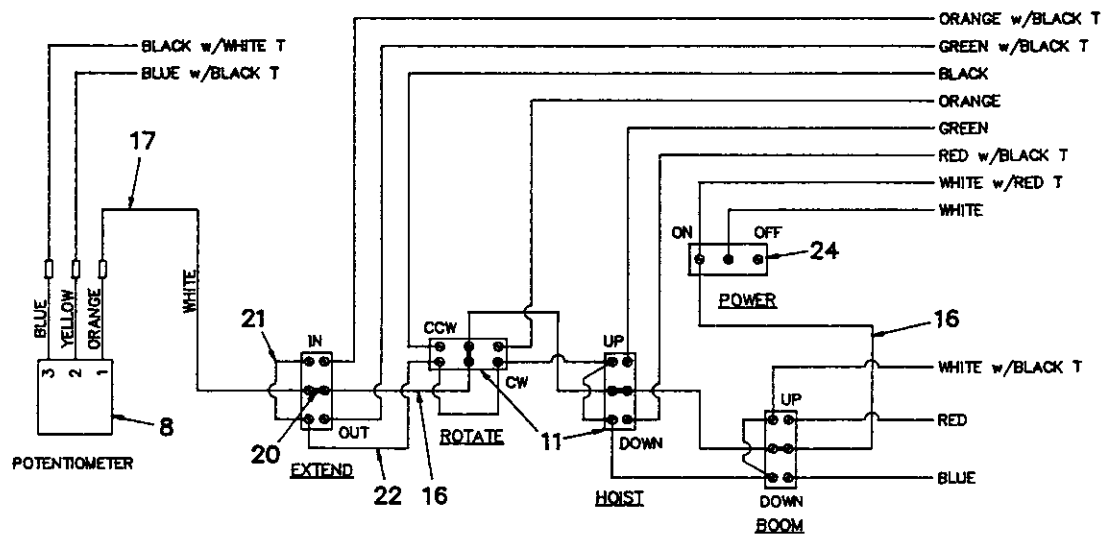 ORANGE w/BLACK T
BLACK w/WHITE T
GREEN w/BLACK T
BLUE w/BLACK T
BLACK
ORANGE
17
GREEN
RED w/BLACK T
WHITE w/RED T
WHITE
ON
OFF
24
POWER
BLUE
YELLOW
ORANGE
WHITE
21
IN
CCW
UP
16
3
2
1
CW
WHITE w/BLACK T
8
UP
OUT
ROTATE
11
DOWN
RED
POTENTIOMETER
20
EXTEND
22
16
HOIST
DOWN
BLUE
BOOM